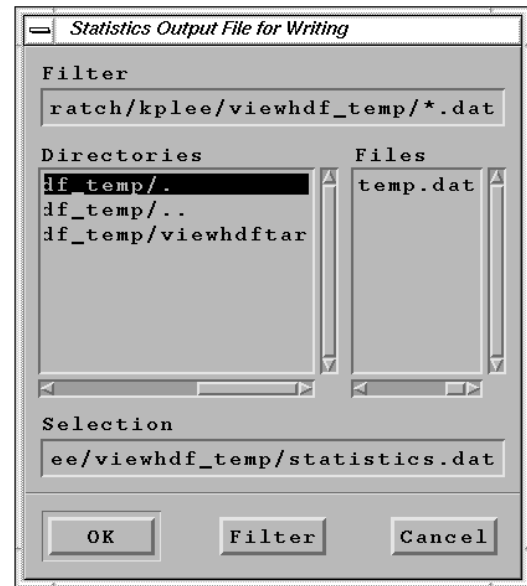 Statistics Output File for Writing
Filter
ratch/kplee/viewhdf_temp/*.dat
Directories
df_temp/.
df_temp/..
df_temp/viewhdftar
Files
temp.dat
Selection
ee/viewhdf_temp/statistics.dat
OK Filter Cancel